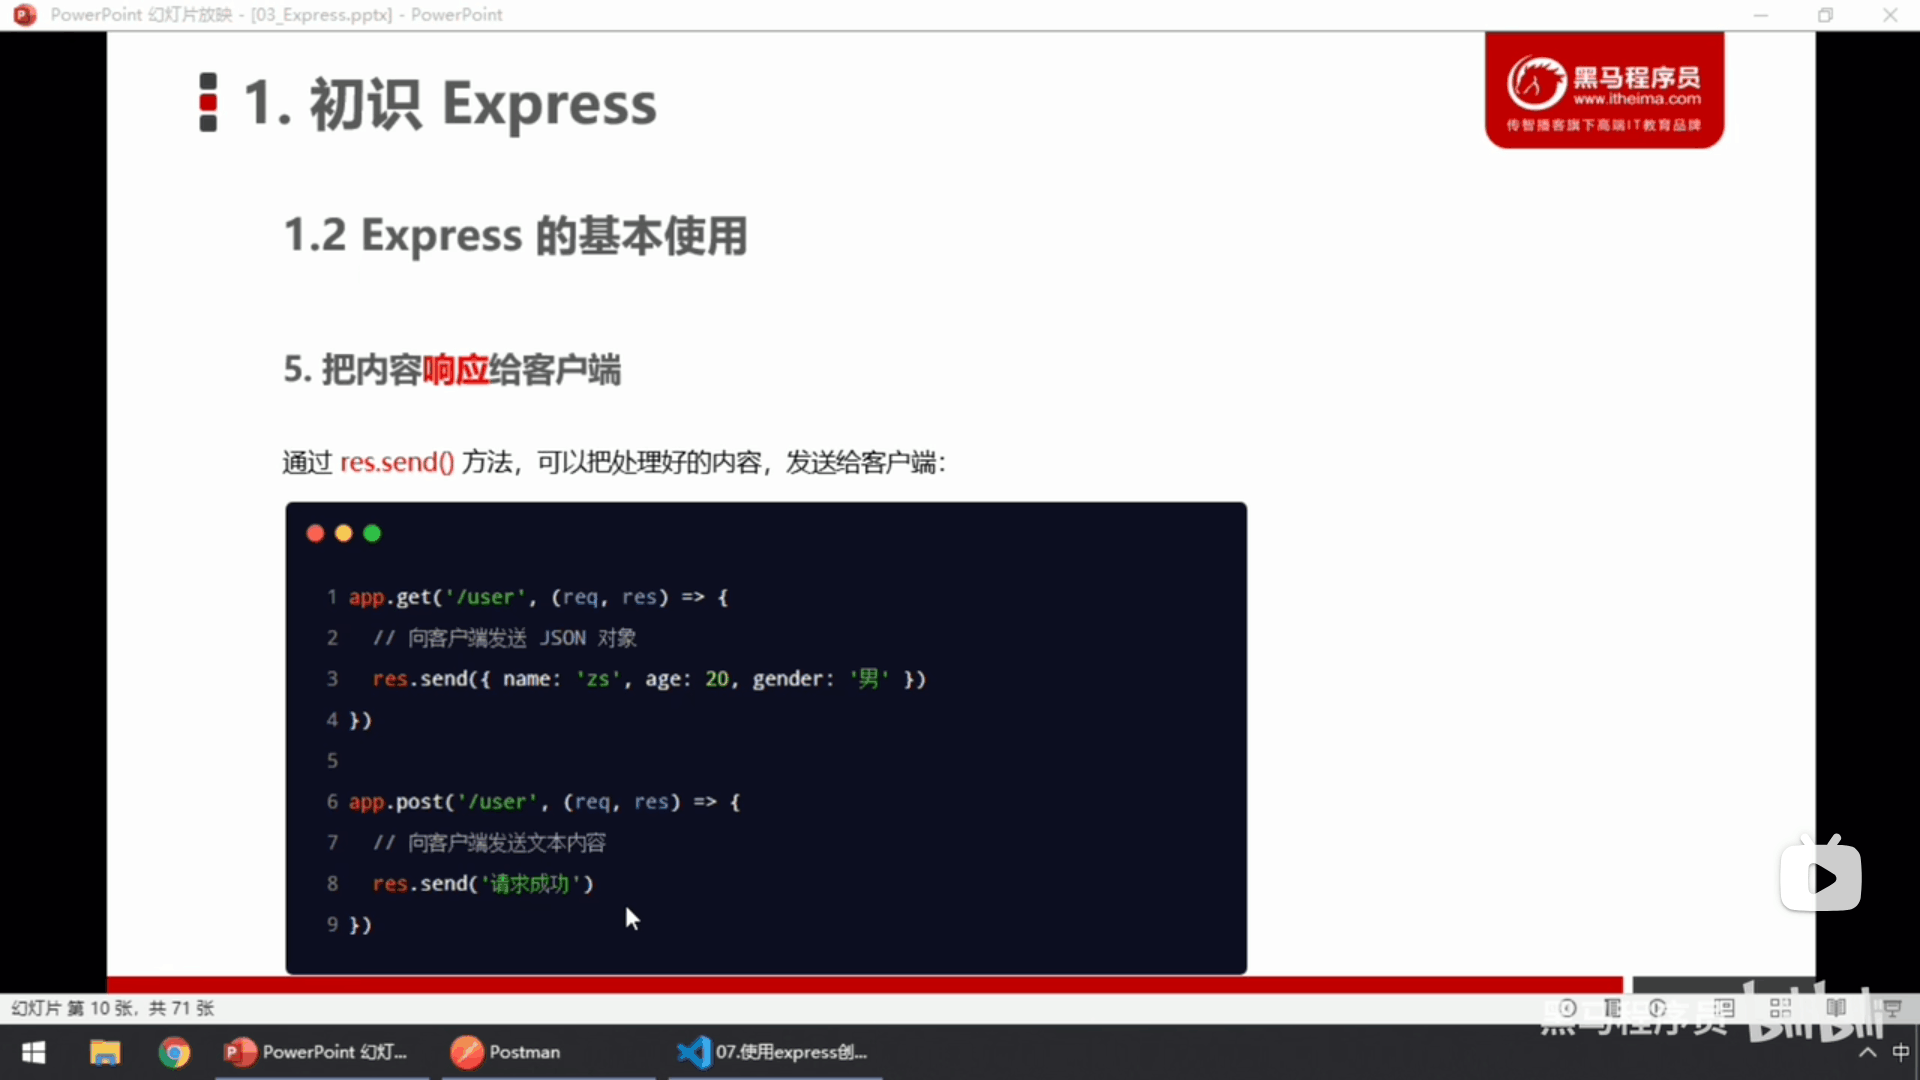 PowerPoint 幻灯片放映 - [03_Express.pptx] - PowerPoint
1. 初识 Express
黑马程序员
www.itheima.com
传智播客旗下高端IT教育品牌
1.2 Express 的基本使用
5. 把内容响应给客户端
通过 res.send() 方法，可以把处理好的内容，发送给客户端：
1 app.get('/user', (req, res) => {
2 // 向客户端发送 JSON 对象
3 res.send({ name: 'zs', age: 20, gender: '男' })
4 })
5
6 app.post('/user', (req, res) => {
7 // 向客户端发送文本内容
8 res.send('请求成功')
9 })
幻灯片 第 10 张，共 71 张
黑马程序员 bilibili
PowerPoint 幻灯...
Postman
07.使用express创...
中